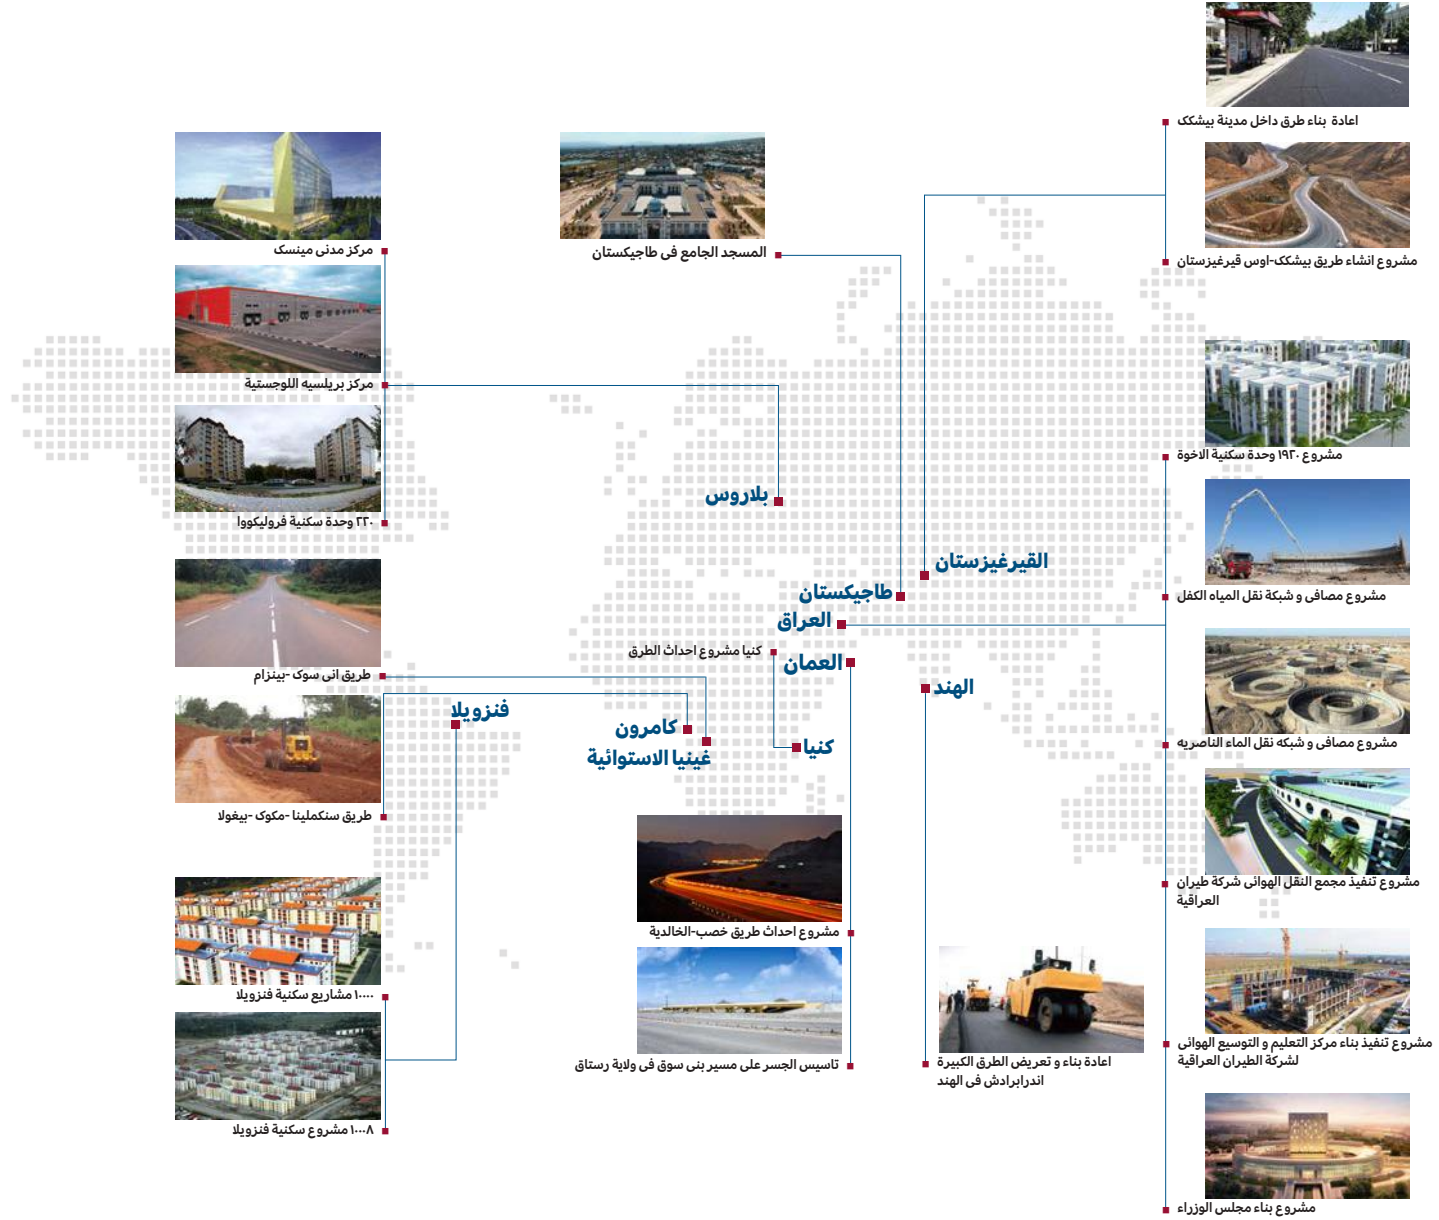 اعادة بناء طرق داخل مدينة بيشكك
مشروع انشاء طريق بيشكك-اوس قيرغيزستان
المسجد الجامع فى طاجيكستان
مركز مدنى مينسک
مركز بريلسيه اللوجستية
٢٢٠ وحدة سكنية فروليكووا
مشروع ١٩٢٠ وحدة سكنية الاخوة
بلاروس
القيرغيزستان
طاجيكستان
العراق
العمان
الهند
كنيا مشروع احداث الطرق
مشروع مصافى و شبكة نقل المياه الكفل
طريق انى سوک -بينزام
فنزويلا
كامرون
غينيا الاستوائية
كنيا
مشروع مصافى و شبكه نقل الماء الناصريه
طريق سنكملينا -مكوک -بيغولا
مشروع تنفيذ مجمع النقل الهوائى شركة طيران
العراقية
مشروع احداث طريق خصب-الخالدية
١٠٠٠٠ مشاريع سكنية فنزويلا
مشروع تنفيذ بناء مركز التعليم و التوسيع الهوائى
لشركة الطيران العراقية
تاسيس الجسر على مسير بنى سوق فى ولاية رستاق
اعادة بناء و تعريض الطرق الكبيرة
اندرابرادش فى الهند
١٠٠٠٨ مشروع سكنية فنزويلا
مشروع بناء مجلس الوزراء